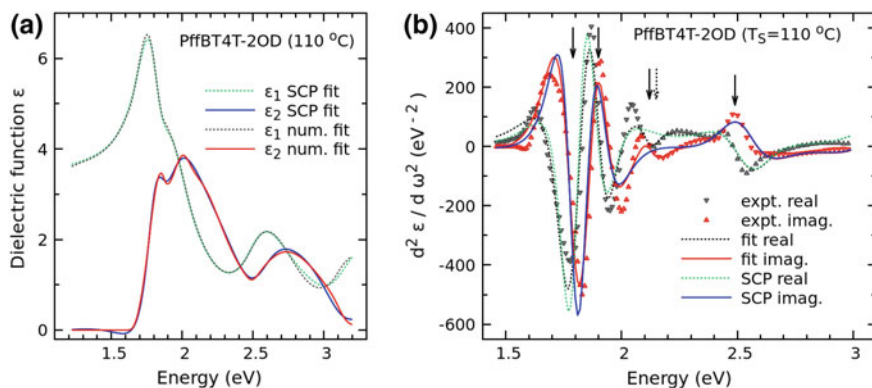 (a)
PffBT4T-2OD (110 °C)
ε₁ SCP fit
ε₂ SCP fit
ε₁ num. fit
ε₂ num. fit
Dielectric function ε
6
4
2
0
1.5
2
2.5
3
Energy (eV)
(b)
PffBT4T-2OD (T_S=110 °C)
expt. real
expt. imag.
fit real
fit imag.
SCP real
SCP imag.
d² ε / d ω² (eV⁻²)
400
200
0
-200
-400
-600
1.5
2
2.5
3
Energy (eV)